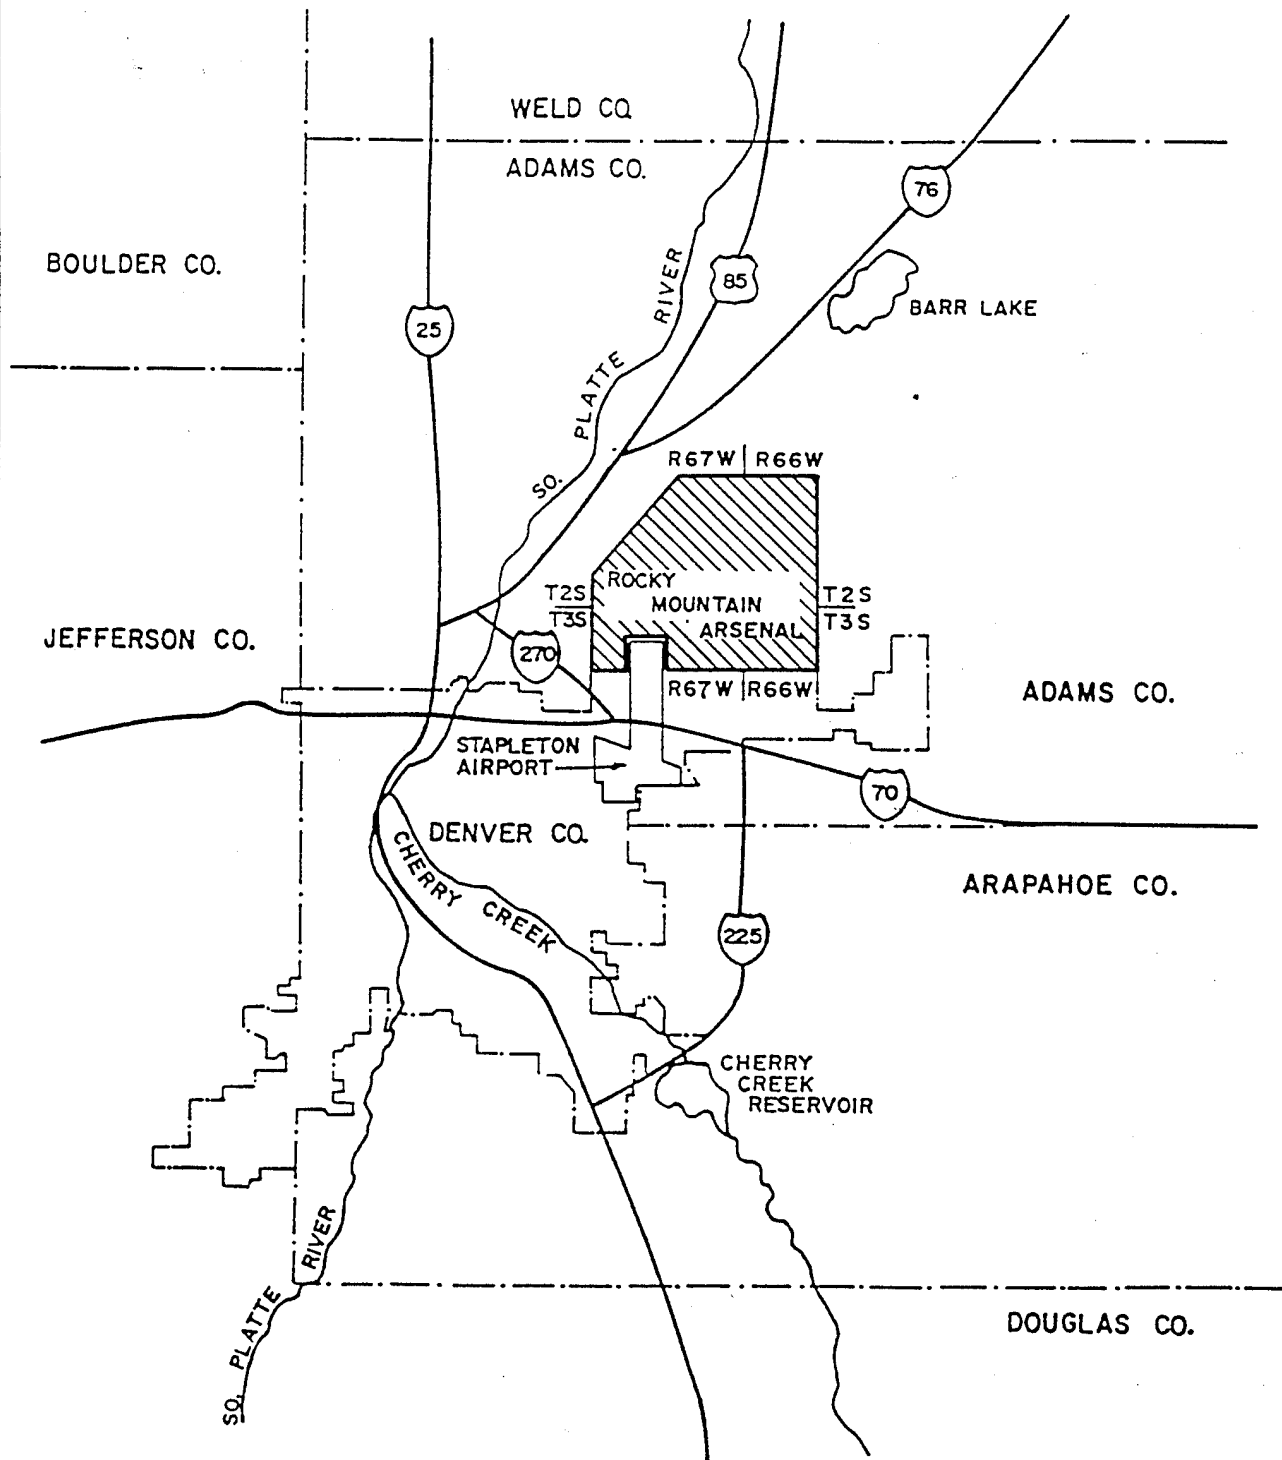 WELD CO.
ADAMS CO.
BOULDER CO.
76
85
25
BARR LAKE
SO. PLATTE RIVER
R67W R66W
ROCKY
MOUNTAIN
ARSENAL
T2S
T3S
T2S
T3S
JEFFERSON CO.
270
R67W R66W
ADAMS CO.
STAPLETON
AIRPORT
70
DENVER CO.
CHERRY CREEK
ARAPAHOE CO.
225
CHERRY
CREEK
RESERVOIR
SO. PLATTE RIVER
DOUGLAS CO.